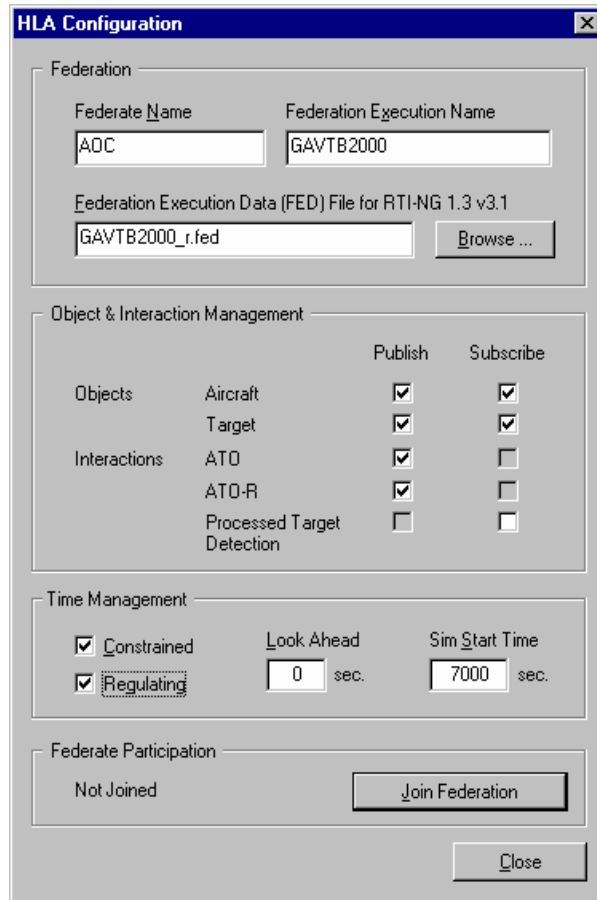 HLA Configuration
Federation
Federate Name Federation Execution Name
AOC GAVTB2000
Federation Execution Data (FED) File for RTI-NG 1.3 v3.1
GAVTB2000_r.fed Browse ...
Object & Interaction Management
Publish Subscribe
Objects Aircraft
Target
Interactions ATO
ATO-R
Processed Target
Detection
Time Management
Constrained Look Ahead Sim Start Time
Regulating 0 sec. 7000 sec.
Federate Participation
Not Joined Join Federation
Close